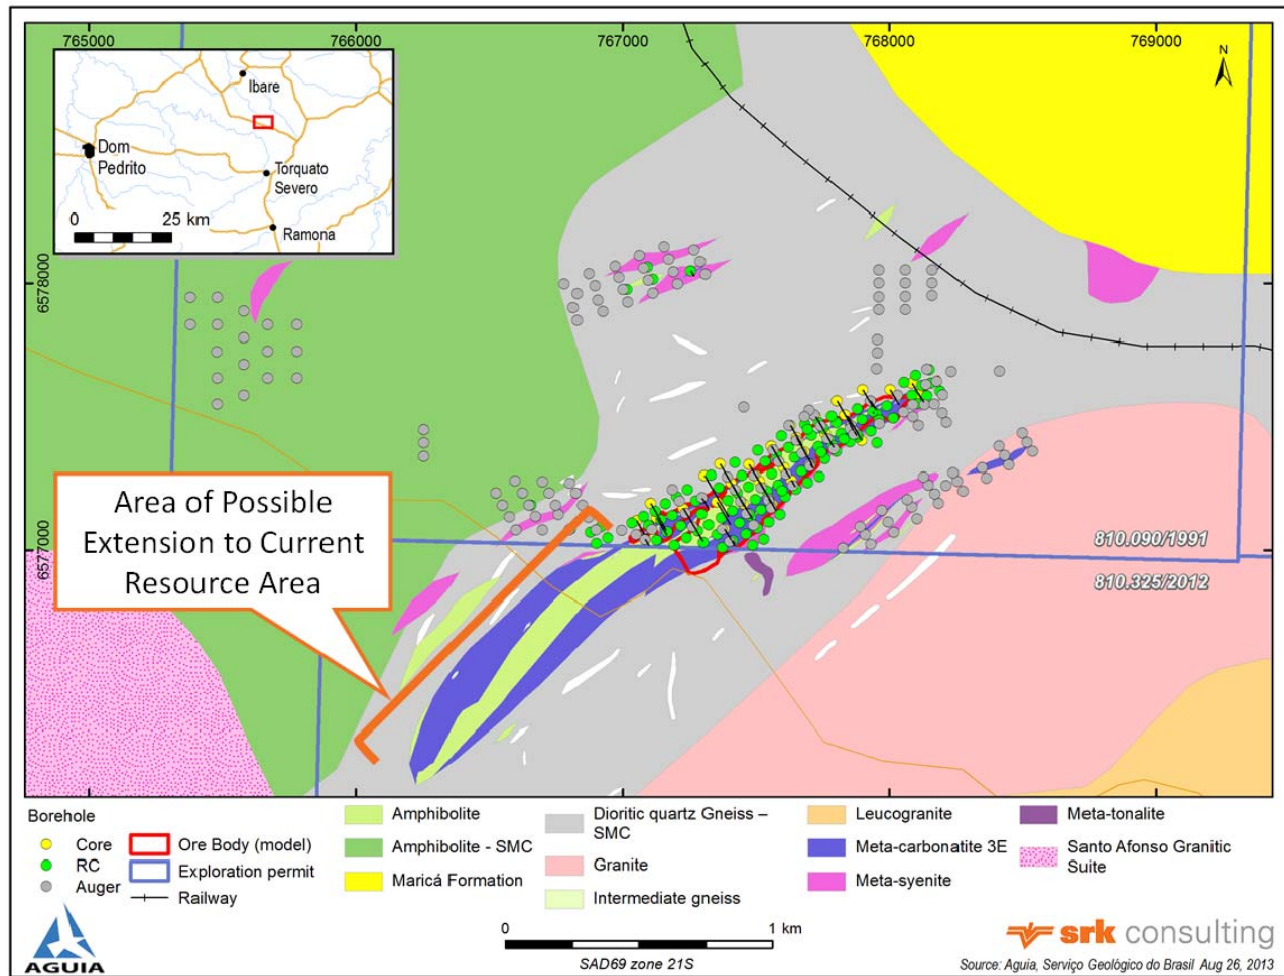 765000
766000
767000
768000
769000
N
Ibare
Dom
Pedrito
Torquato
Severo
Ramona
0 25 km
6578000
6577000
Area of Possible
Extension to Current
Resource Area
810.090/1991
810.325/2012
Borehole
Core
RC
Auger
Ore Body (model)
Exploration permit
Railway
Amphibolite
Amphibolite - SMC
Maricá Formation
Dioritic quartz Gneiss –
SMC
Granite
Intermediate gneiss
Leucogranite
Meta-carbonatite 3E
Meta-syenite
Meta-tonalite
Santo Afonso Granitic
Suite
AGUIA
0 1 km
SAD69 zone 21S
srk consulting
Source: Aguia, Serviço Geológico do Brasil Aug 26, 2013